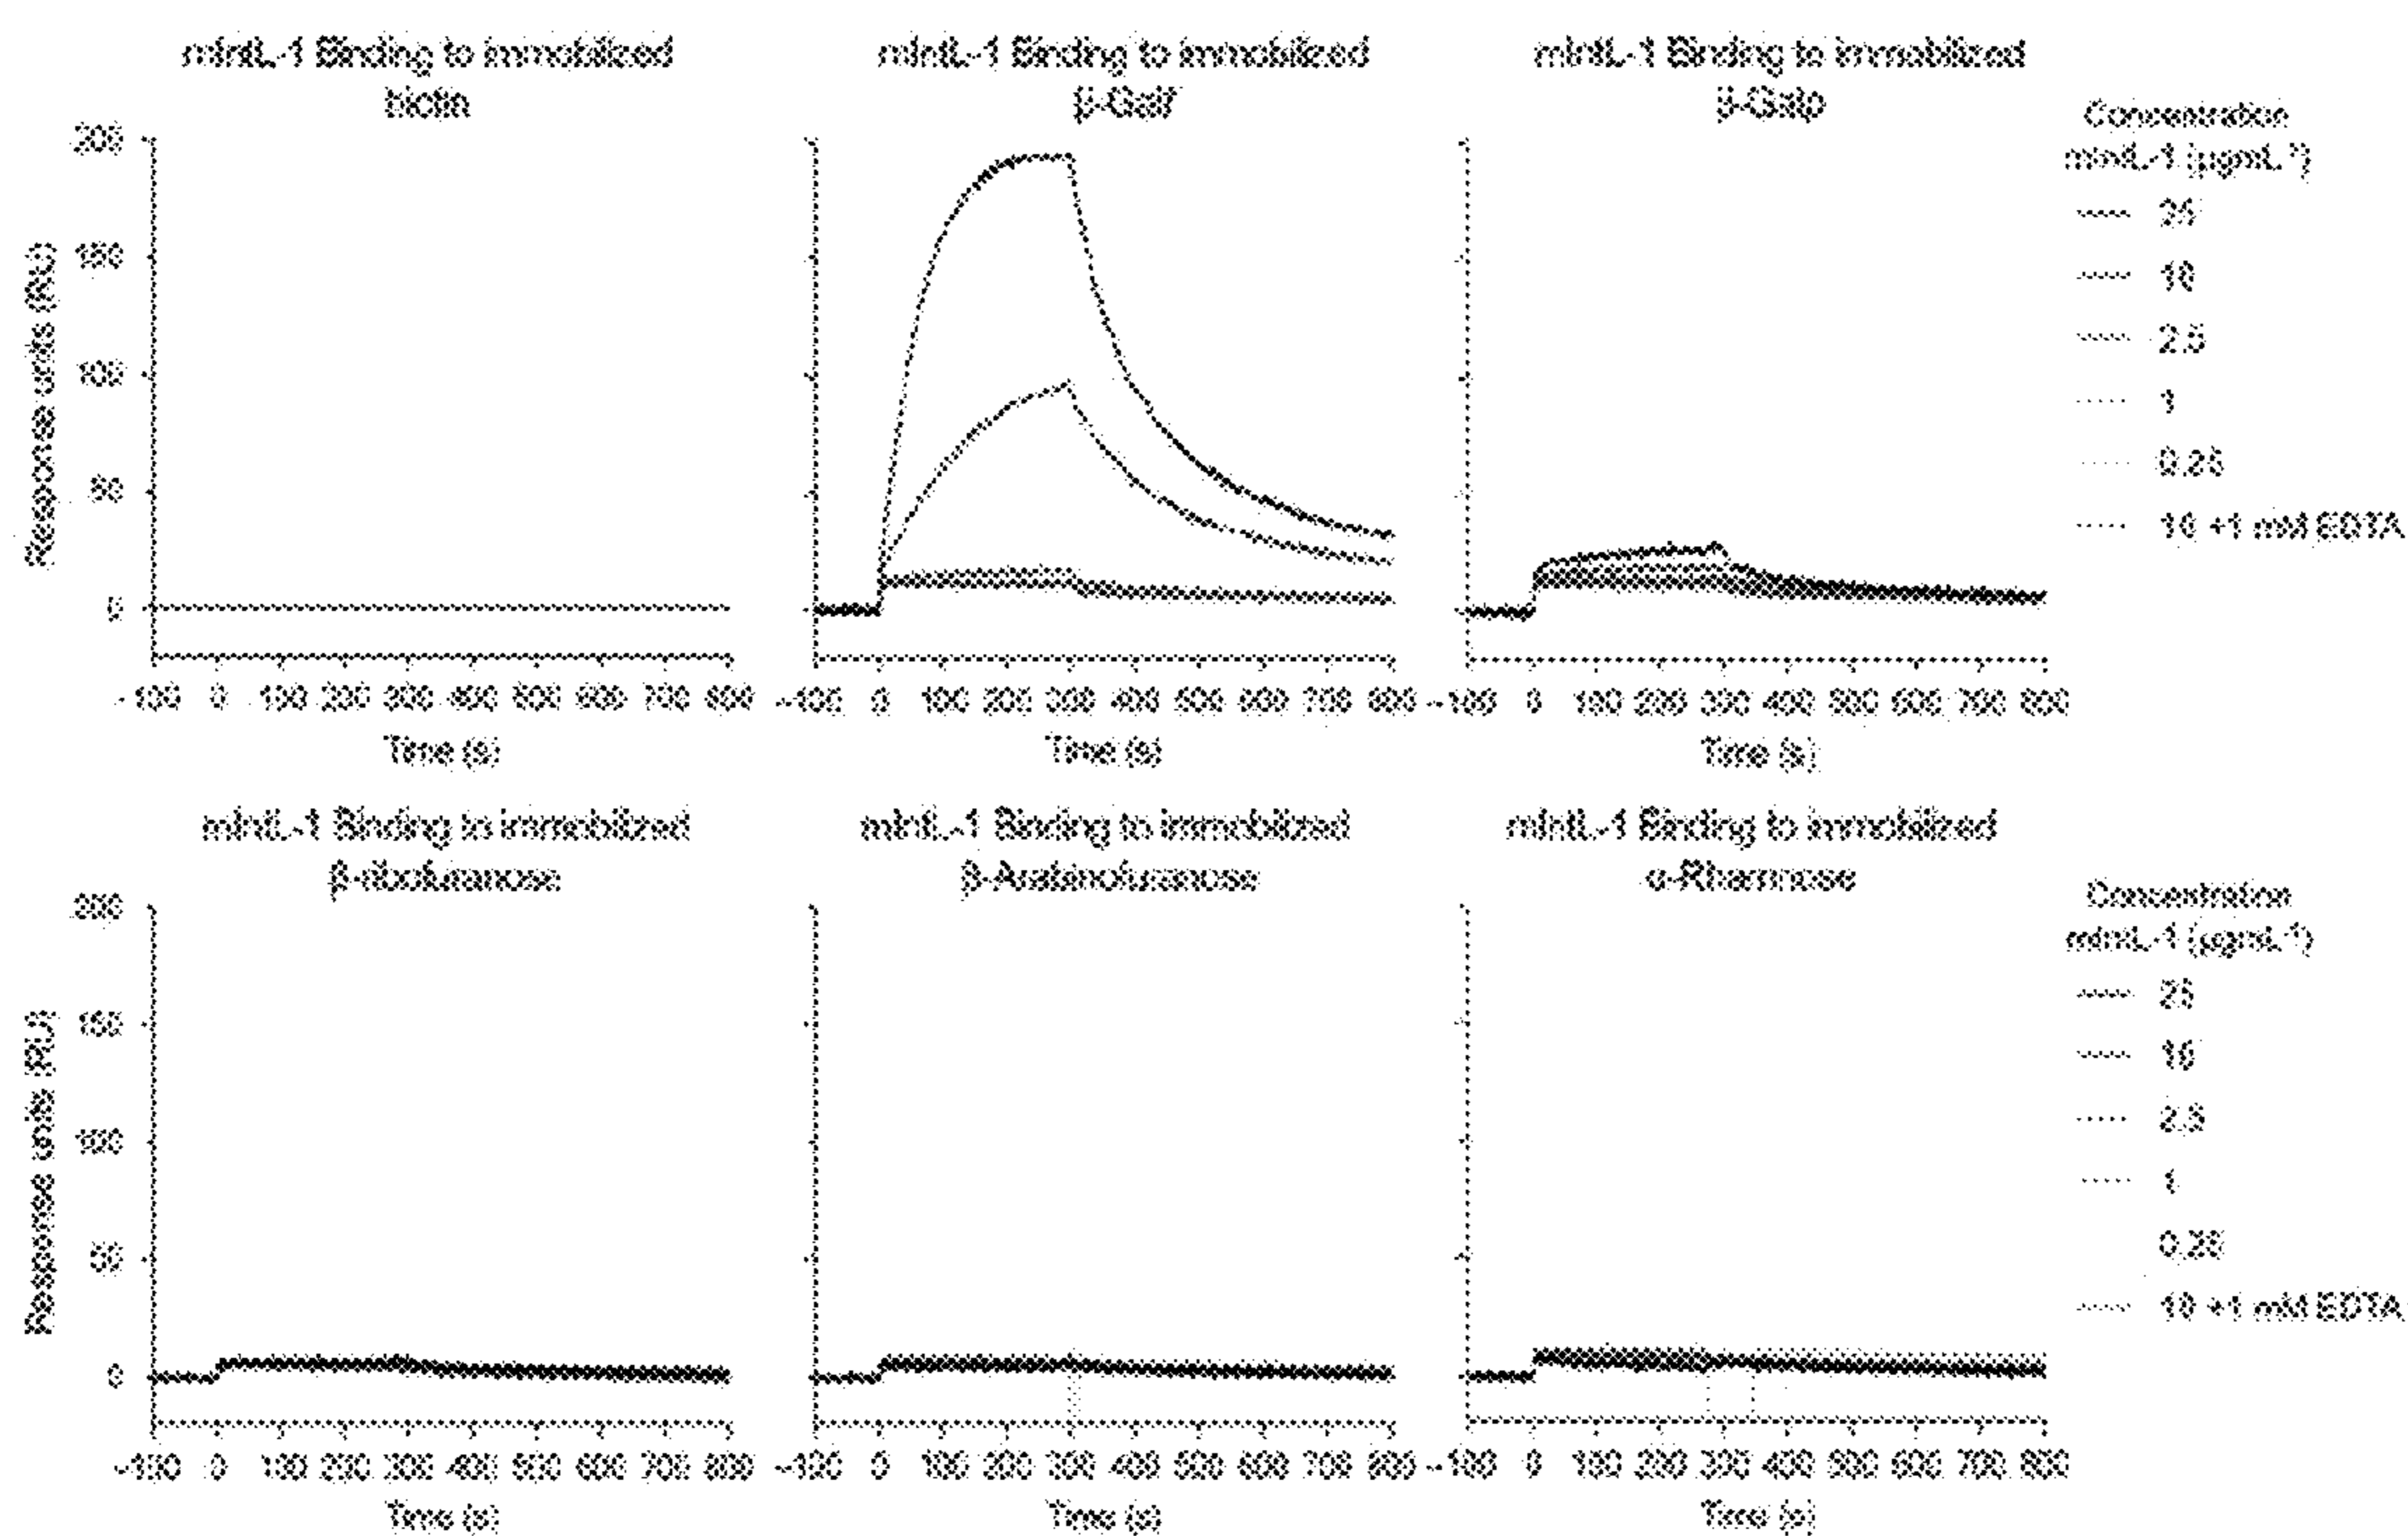 mIntL-1 Binding to immobilized
biotin
mIntL-1 Binding to immobilized
β-Galf
mIntL-1 Binding to immobilized
β-Galp
Concentration
mIntL-1 (µgmL⁻¹)
25
10
2.5
1
0.25
10 +1 mM EDTA
Response units (RU)
200
150
100
50
0
-100 0 100 200 300 400 500 600 700 800
-100 0 100 200 300 400 500 600 700 800
-100 0 100 200 300 400 500 600 700 800
Time (s)
Time (s)
Time (s)
mIntL-1 Binding to immobilized
β-ribofuranose
mIntL-1 Binding to immobilized
β-Arabinofuranose
mIntL-1 Binding to immobilized
α-Rhamnose
Concentration
mIntL-1 (µgmL⁻¹)
25
10
2.5
1
0.25
10 +1 mM EDTA
Response units (RU)
200
150
100
50
0
-100 0 100 200 300 400 500 600 700 800
-100 0 100 200 300 400 500 600 700 800
-100 0 100 200 300 400 500 600 700 800
Time (s)
Time (s)
Time (s)